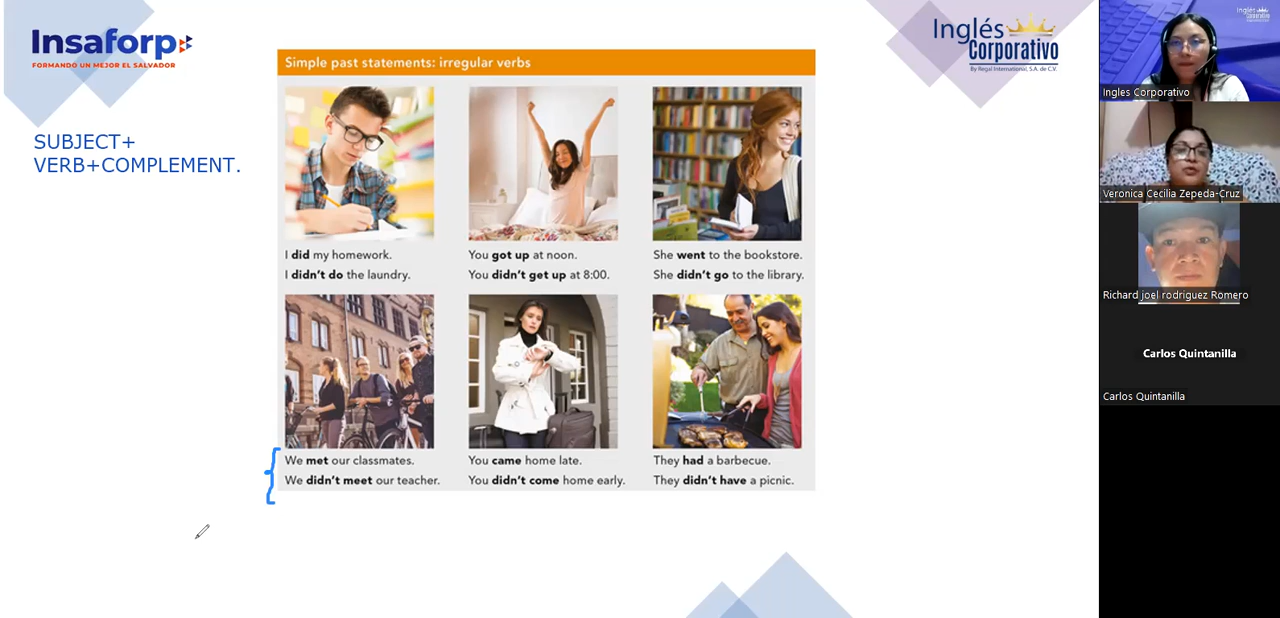 Insaforp
FORMANDO UN MEJOR EL SALVADOR
Inglés
Corporativo
By Regal International, S.A. de C.V.
SUBJECT+
VERB+COMPLEMENT.
Simple past statements: irregular verbs
I did my homework.
I didn't do the laundry.
You got up at noon.
You didn't get up at 8:00.
She went to the bookstore.
She didn't go to the library.
We met our classmates.
We didn't meet our teacher.
You came home late.
You didn't come home early.
They had a barbecue.
They didn't have a picnic.
Inglés
Ingles Corporativo
Veronica Cecilia Zepeda-Cruz
Richard joel rodriguez Romero
Carlos Quintanilla
Carlos Quintanilla